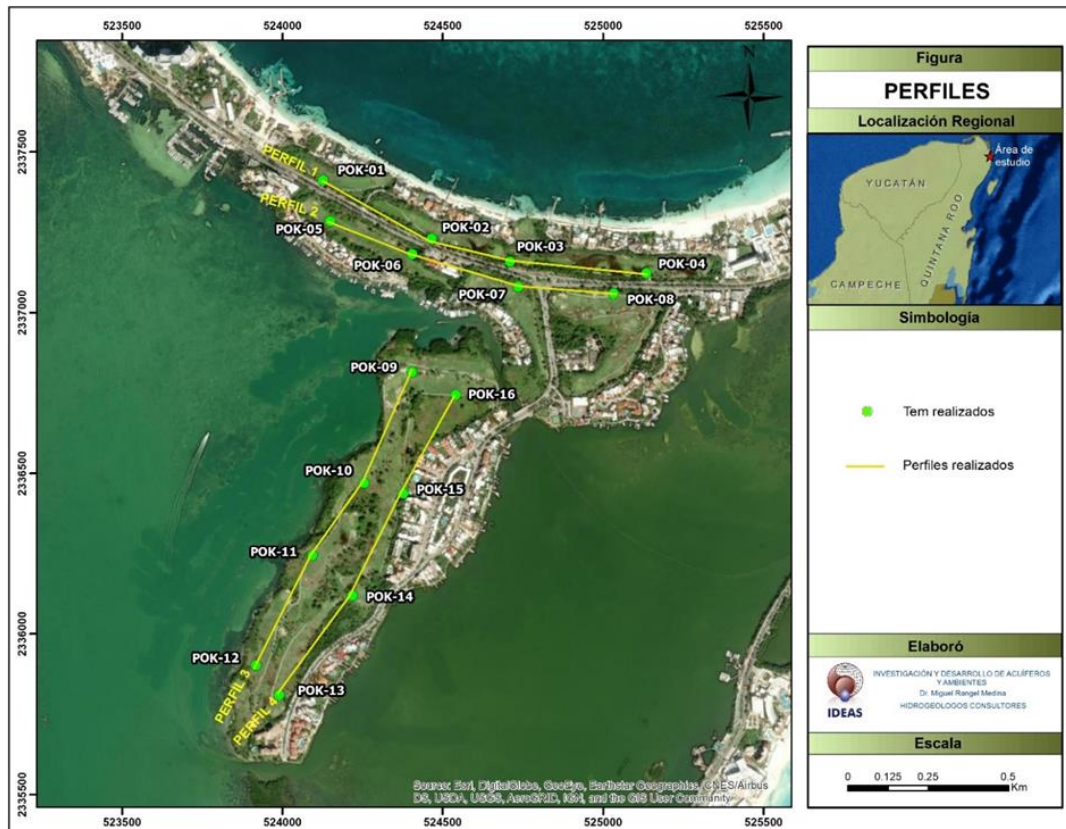 523500
524000
524500
525000
525500
2337500
2337000
2336500
2336000
2335500
N
PERFIL 1
POK-01
PERFIL 2
POK-02
POK-05
POK-03
POK-06
POK-04
POK-07
POK-08
POK-09
POK-16
POK-10
POK-15
POK-11
POK-14
POK-12
PERFIL 3
PERFIL 4
POK-13
Source: Esri, DigitalGlobe, GeoEye, Earthstar Geographics, CNES/Airbus
DS, USDA, USGS, AeroGRID, IGN, and the GIS User Community
Figura
PERFILES
Localización Regional
Área de
estudio
YUCATÁN
QUINTANA ROO
CAMPECHE
Simbología
Tem realizados
Perfiles realizados
Elaboró
IDEAS
INVESTIGACIÓN Y DESARROLLO DE ACUÍFEROS
Y AMBIENTES
Dr. Miguel Rangel Medina
HIDROGEOLOGOS CONSULTORES
Escala
0 0.125 0.25 0.5
Km